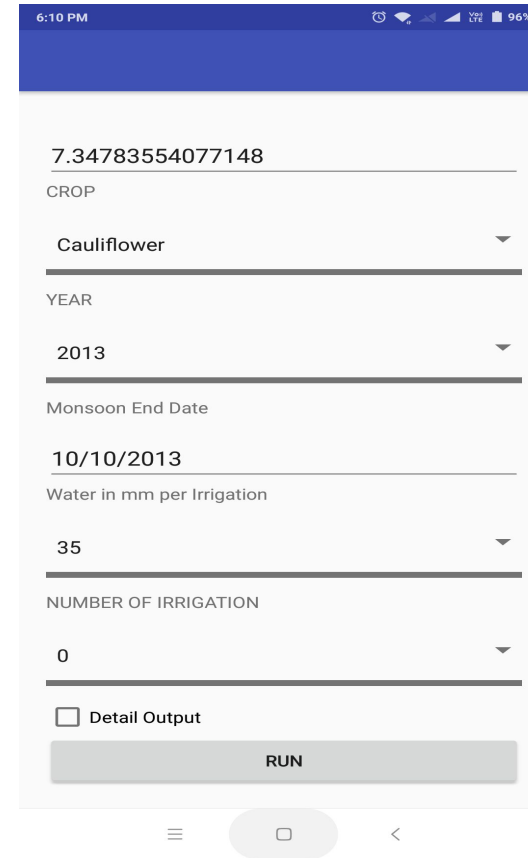 6:10 PM VoLTE 96%
7.34783554077148
CROP
Cauliflower
YEAR
2013
Monsoon End Date
10/10/2013
Water in mm per Irrigation
35
NUMBER OF IRRIGATION
0
Detail Output
RUN